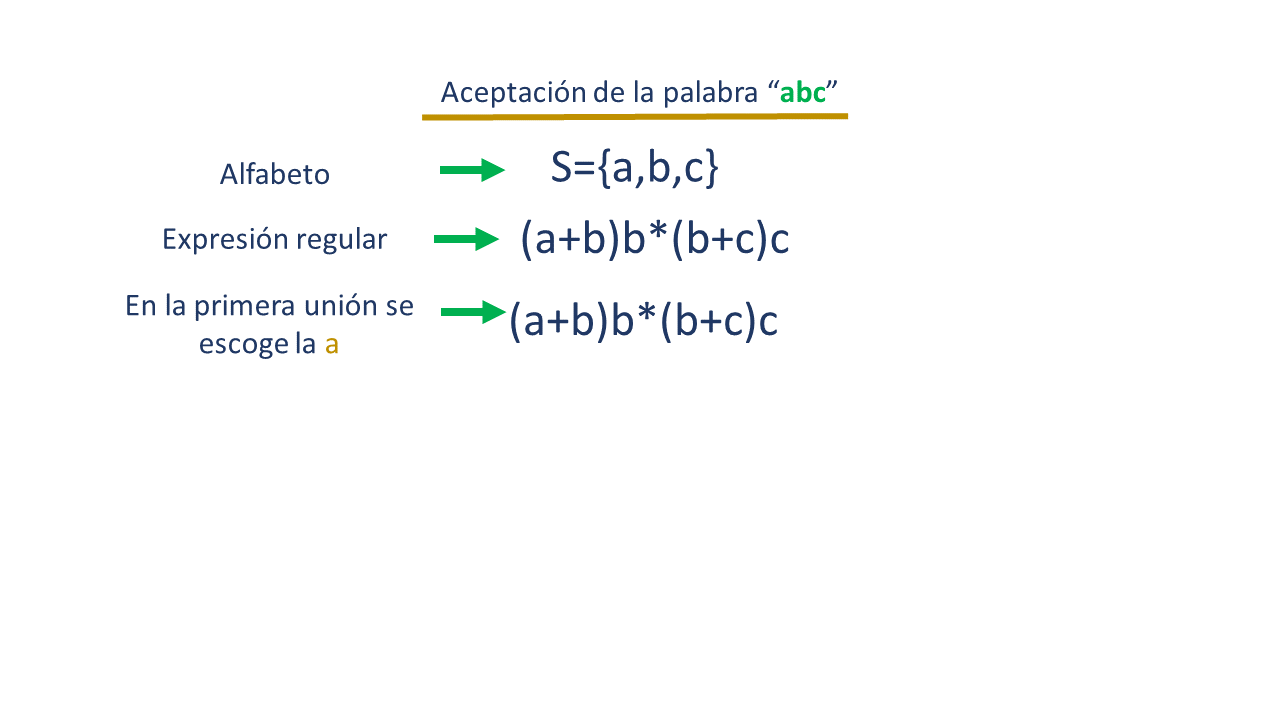 Aceptación de la palabra “abc”
Alfabeto
S={a,b,c}
Expresión regular
(a+b)b*(b+c)c
En la primera unión se
escoge la a
(a+b)b*(b+c)c